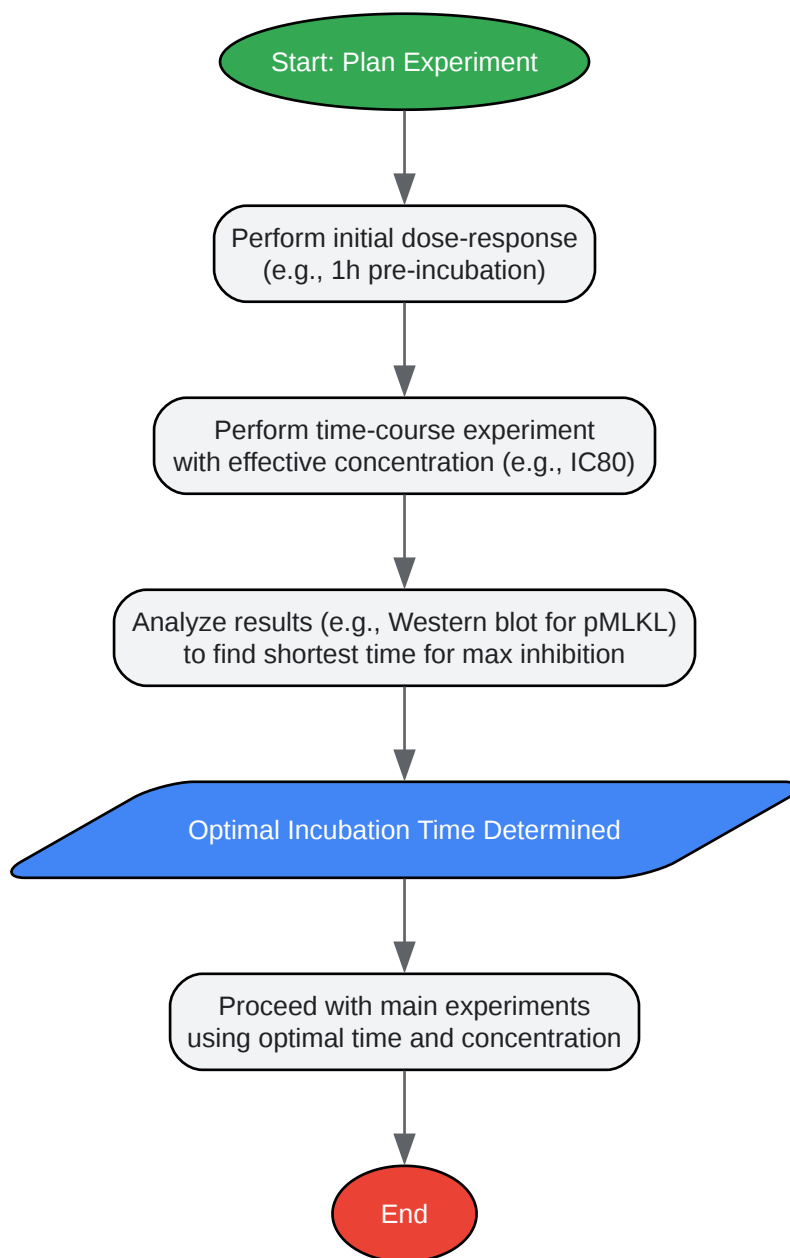 Start: Plan Experiment
Perform initial dose-response
(e.g., 1h pre-incubation)
Perform time-course experiment
with effective concentration (e.g., IC80)
Analyze results (e.g., Western blot for pMLKL)
to find shortest time for max inhibition
Optimal Incubation Time Determined
Proceed with main experiments
using optimal time and concentration
End